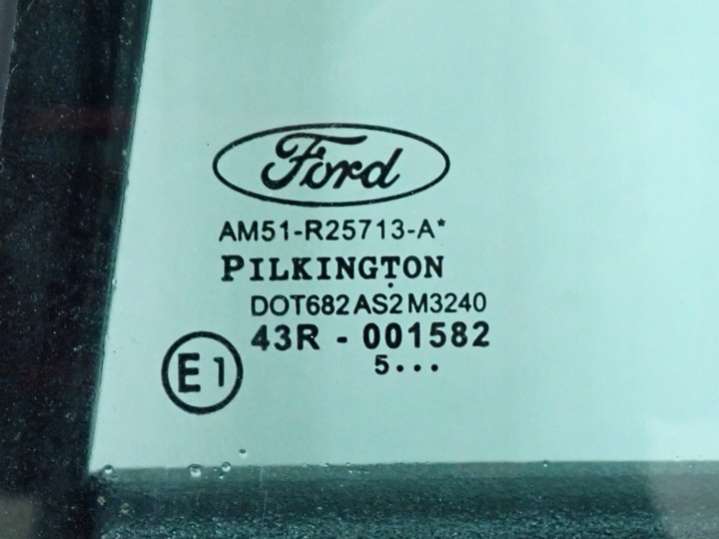 Ford
AM51-R25713-A*
PILKINGTON
DOT682 AS2 M3240
43R - 001582
E1
5...